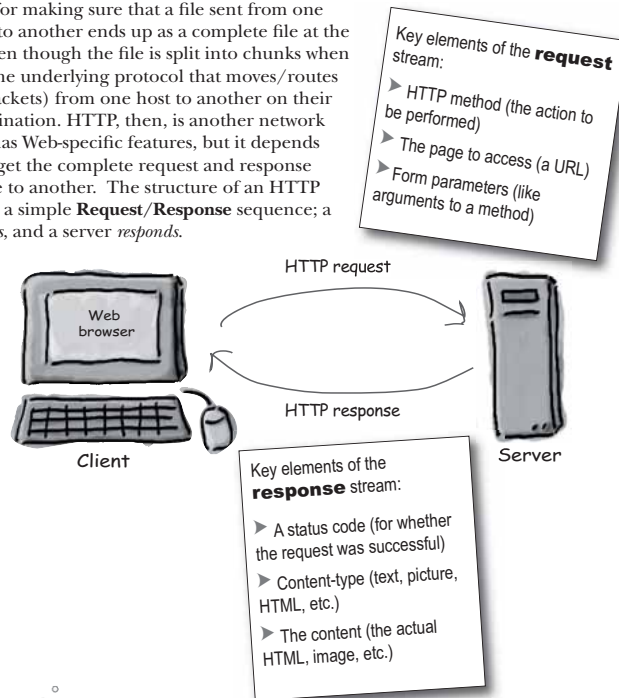 for making sure that a file sent from one
to another ends up as a complete file at the
en though the file is split into chunks when
ne underlying protocol that moves/routes
ackets) from one host to another on their
ination. HTTP, then, is another network
as Web-specific features, but it depends
get the complete request and response
e to another. The structure of an HTTP
a simple Request/Response sequence; a
s, and a server responds.
Key elements of the request
stream:
➤ HTTP method (the action to
be performed)
➤ The page to access (a URL)
➤ Form parameters (like
arguments to a method)
HTTP request
Web
browser
HTTP response
Client
Server
Key elements of the
response stream:
➤ A status code (for whether
the request was successful)
➤ Content-type (text, picture,
HTML, etc.)
➤ The content (the actual
HTML, image, etc.)